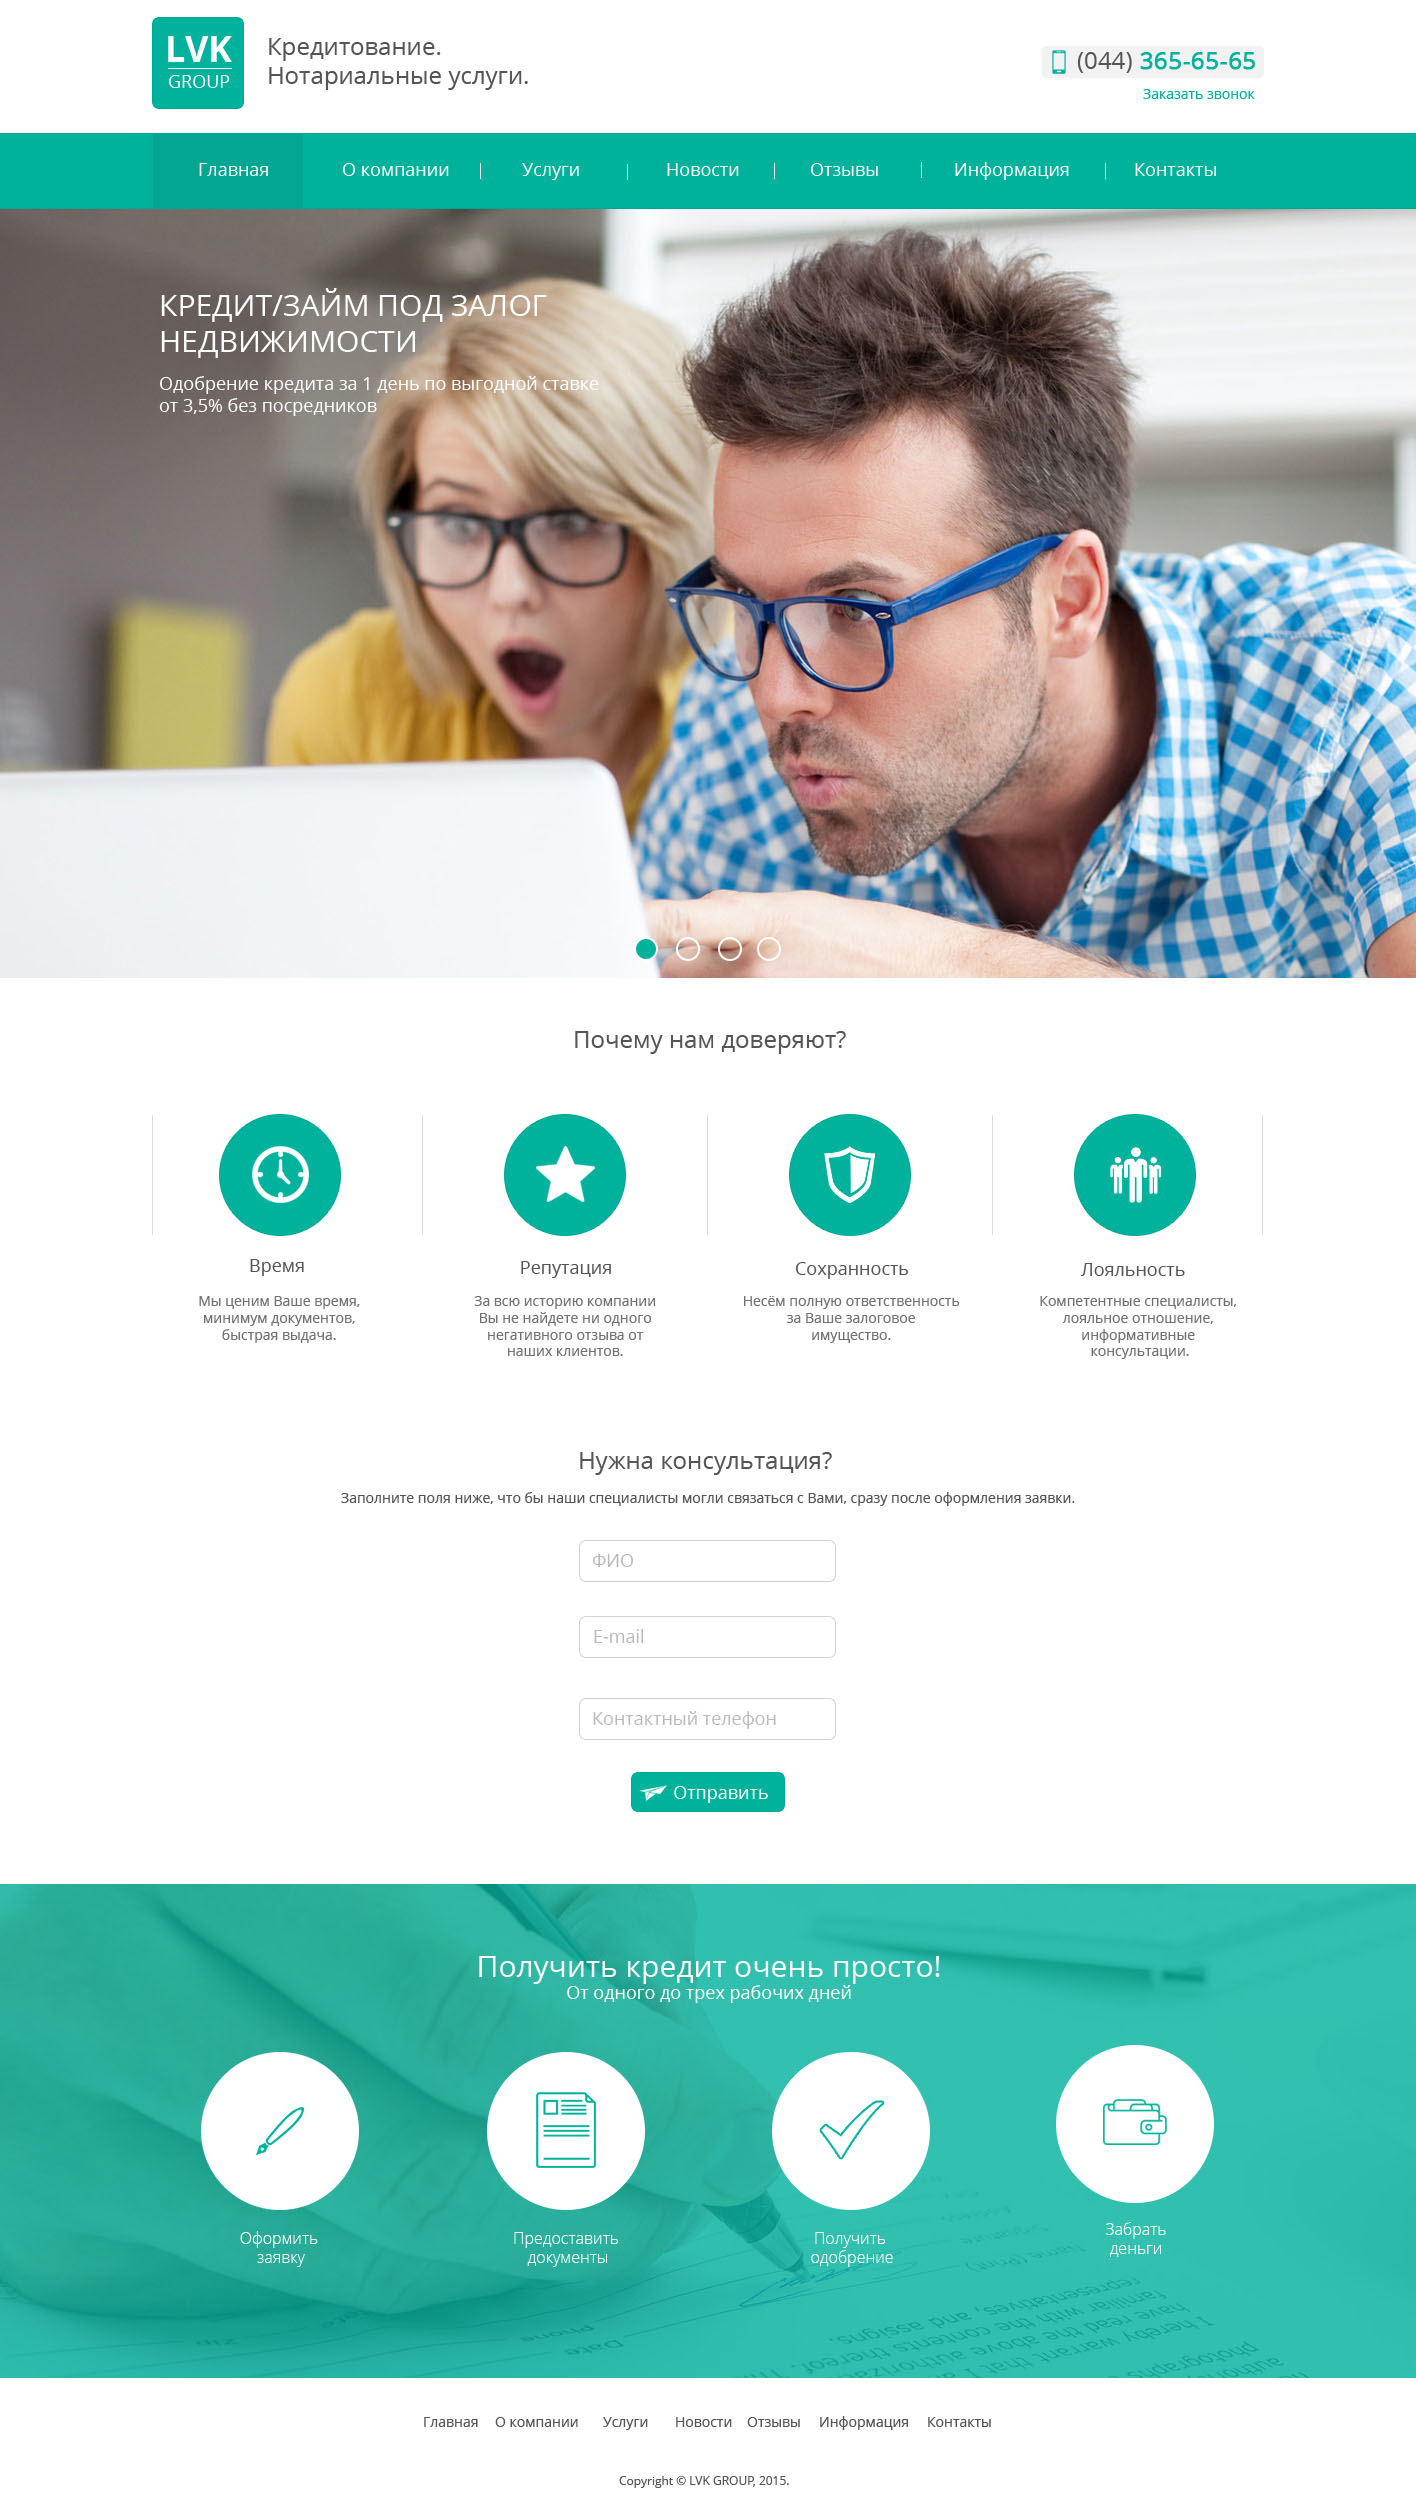 LVK
GROUP
Кредитование.
Нотариальные услуги.
(044) 365-65-65
Заказать звонок
Главная
О компании
Услуги
Новости
Отзывы
Информация
Контакты
КРЕДИТ/ЗАЙМ ПОД ЗАЛОГ
НЕДВИЖИМОСТИ
Одобрение кредита за 1 день по выгодной ставке
от 3,5% без посредников
Почему нам доверяют?
Время
Мы ценим Ваше время,
минимум документов,
быстрая выдача.
Репутация
За всю историю компании
Вы не найдете ни одного
негативного отзыва от
наших клиентов.
Сохранность
Несём полную ответственность
за Ваше залоговое
имущество.
Лояльность
Компетентные специалисты,
лояльное отношение,
информативные
консультации.
Нужна консультация?
Заполните поля ниже, что бы наши специалисты могли связаться с Вами, сразу после оформления заявки.
ФИО
E-mail
Контактный телефон
Отправить
Получить кредит очень просто!
От одного до трех рабочих дней
Оформить
заявку
Предоставить
документы
Получить
одобрение
Забрать
деньги
Главная
О компании
Услуги
Новости
Отзывы
Информация
Контакты
Copyright © LVK GROUP, 2015.